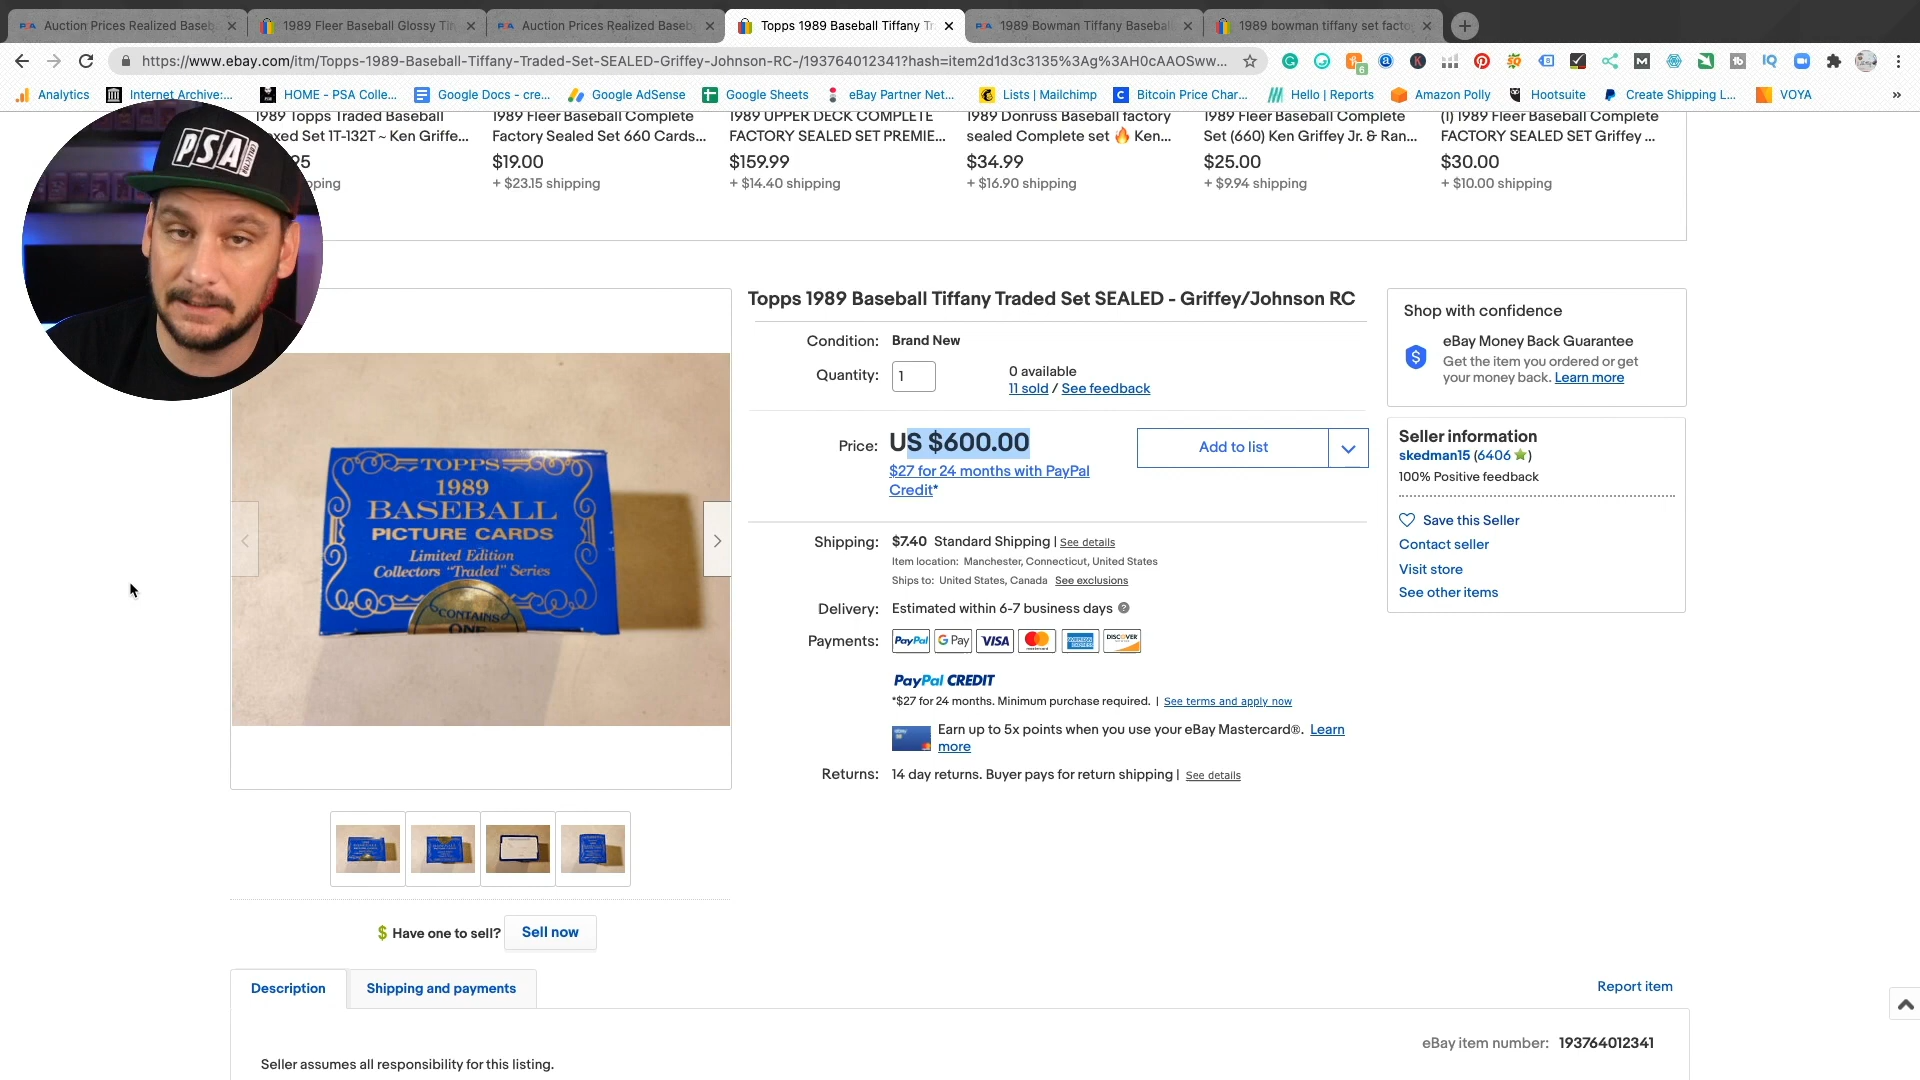 Auction Prices Realized Baseb
1989 Fleer Baseball Glossy Tin
Auction Prices Realized Baseb
Topps 1989 Baseball Tiffany Tr
1989 Bowman Tiffany Baseball
1989 bowman tiffany set facto
https://www.ebay.com/itm/Topps-1989-Baseball-Tiffany-Traded-Set-SEALED-Griffey-Johnson-RC-/193764012341?hash=item2d1d3c3135%3Ag%3AH0cAAOSww...
Analytics
Internet Archive:...
HOME - PSA Colle...
Google Docs - cre...
Google AdSense
Google Sheets
eBay Partner Net...
Lists | Mailchimp
Bitcoin Price Char...
Hello | Reports
Amazon Polly
Hootsuite
Create Shipping L...
VOYA
PSA
COLLECTOR
1989 Topps Traded Baseball
oxed Set 1T-132T ~ Ken Griffe...
95
pping
1989 Fleer Baseball Complete
Factory Sealed Set 660 Cards...
$19.00
+ $23.15 shipping
1989 UPPER DECK COMPLETE
FACTORY SEALED SET PREMIE...
$159.99
+ $14.40 shipping
1989 Donruss Baseball factory
sealed Complete set 🔥 Ken...
$34.99
+ $16.90 shipping
1989 Fleer Baseball Complete
Set (660) Ken Griffey Jr. & Ran...
$25.00
+ $9.94 shipping
(1) 1989 Fleer Baseball Complete
FACTORY SEALED SET Griffey ...
$30.00
+ $10.00 shipping
TOPPS
1989
BASEBALL
PICTURE CARDS
Limited Edition
Collectors "Traded" Series
CONTAINS
ONE
Topps 1989 Baseball Tiffany Traded Set SEALED - Griffey/Johnson RC
Condition: Brand New
Quantity: 1
0 available
11 sold / See feedback
Price: US $600.00
$27 for 24 months with PayPal
Credit*
Add to list
Shipping: $7.40 Standard Shipping | See details
Item location: Manchester, Connecticut, United States
Ships to: United States, Canada See exclusions
Delivery: Estimated within 6-7 business days
Payments: PayPal G Pay VISA mastercard AMERICAN EXPRESS DISCOVER
PayPal CREDIT
*$27 for 24 months. Minimum purchase required. | See terms and apply now
Earn up to 5x points when you use your eBay Mastercard®. Learn
more
Returns: 14 day returns. Buyer pays for return shipping | See details
Shop with confidence
eBay Money Back Guarantee
Get the item you ordered or get
your money back. Learn more
Seller information
skedman15 (6406)
100% Positive feedback
Save this Seller
Contact seller
Visit store
See other items
Have one to sell? Sell now
Description
Shipping and payments
Report item
eBay item number: 193764012341
Seller assumes all responsibility for this listing.